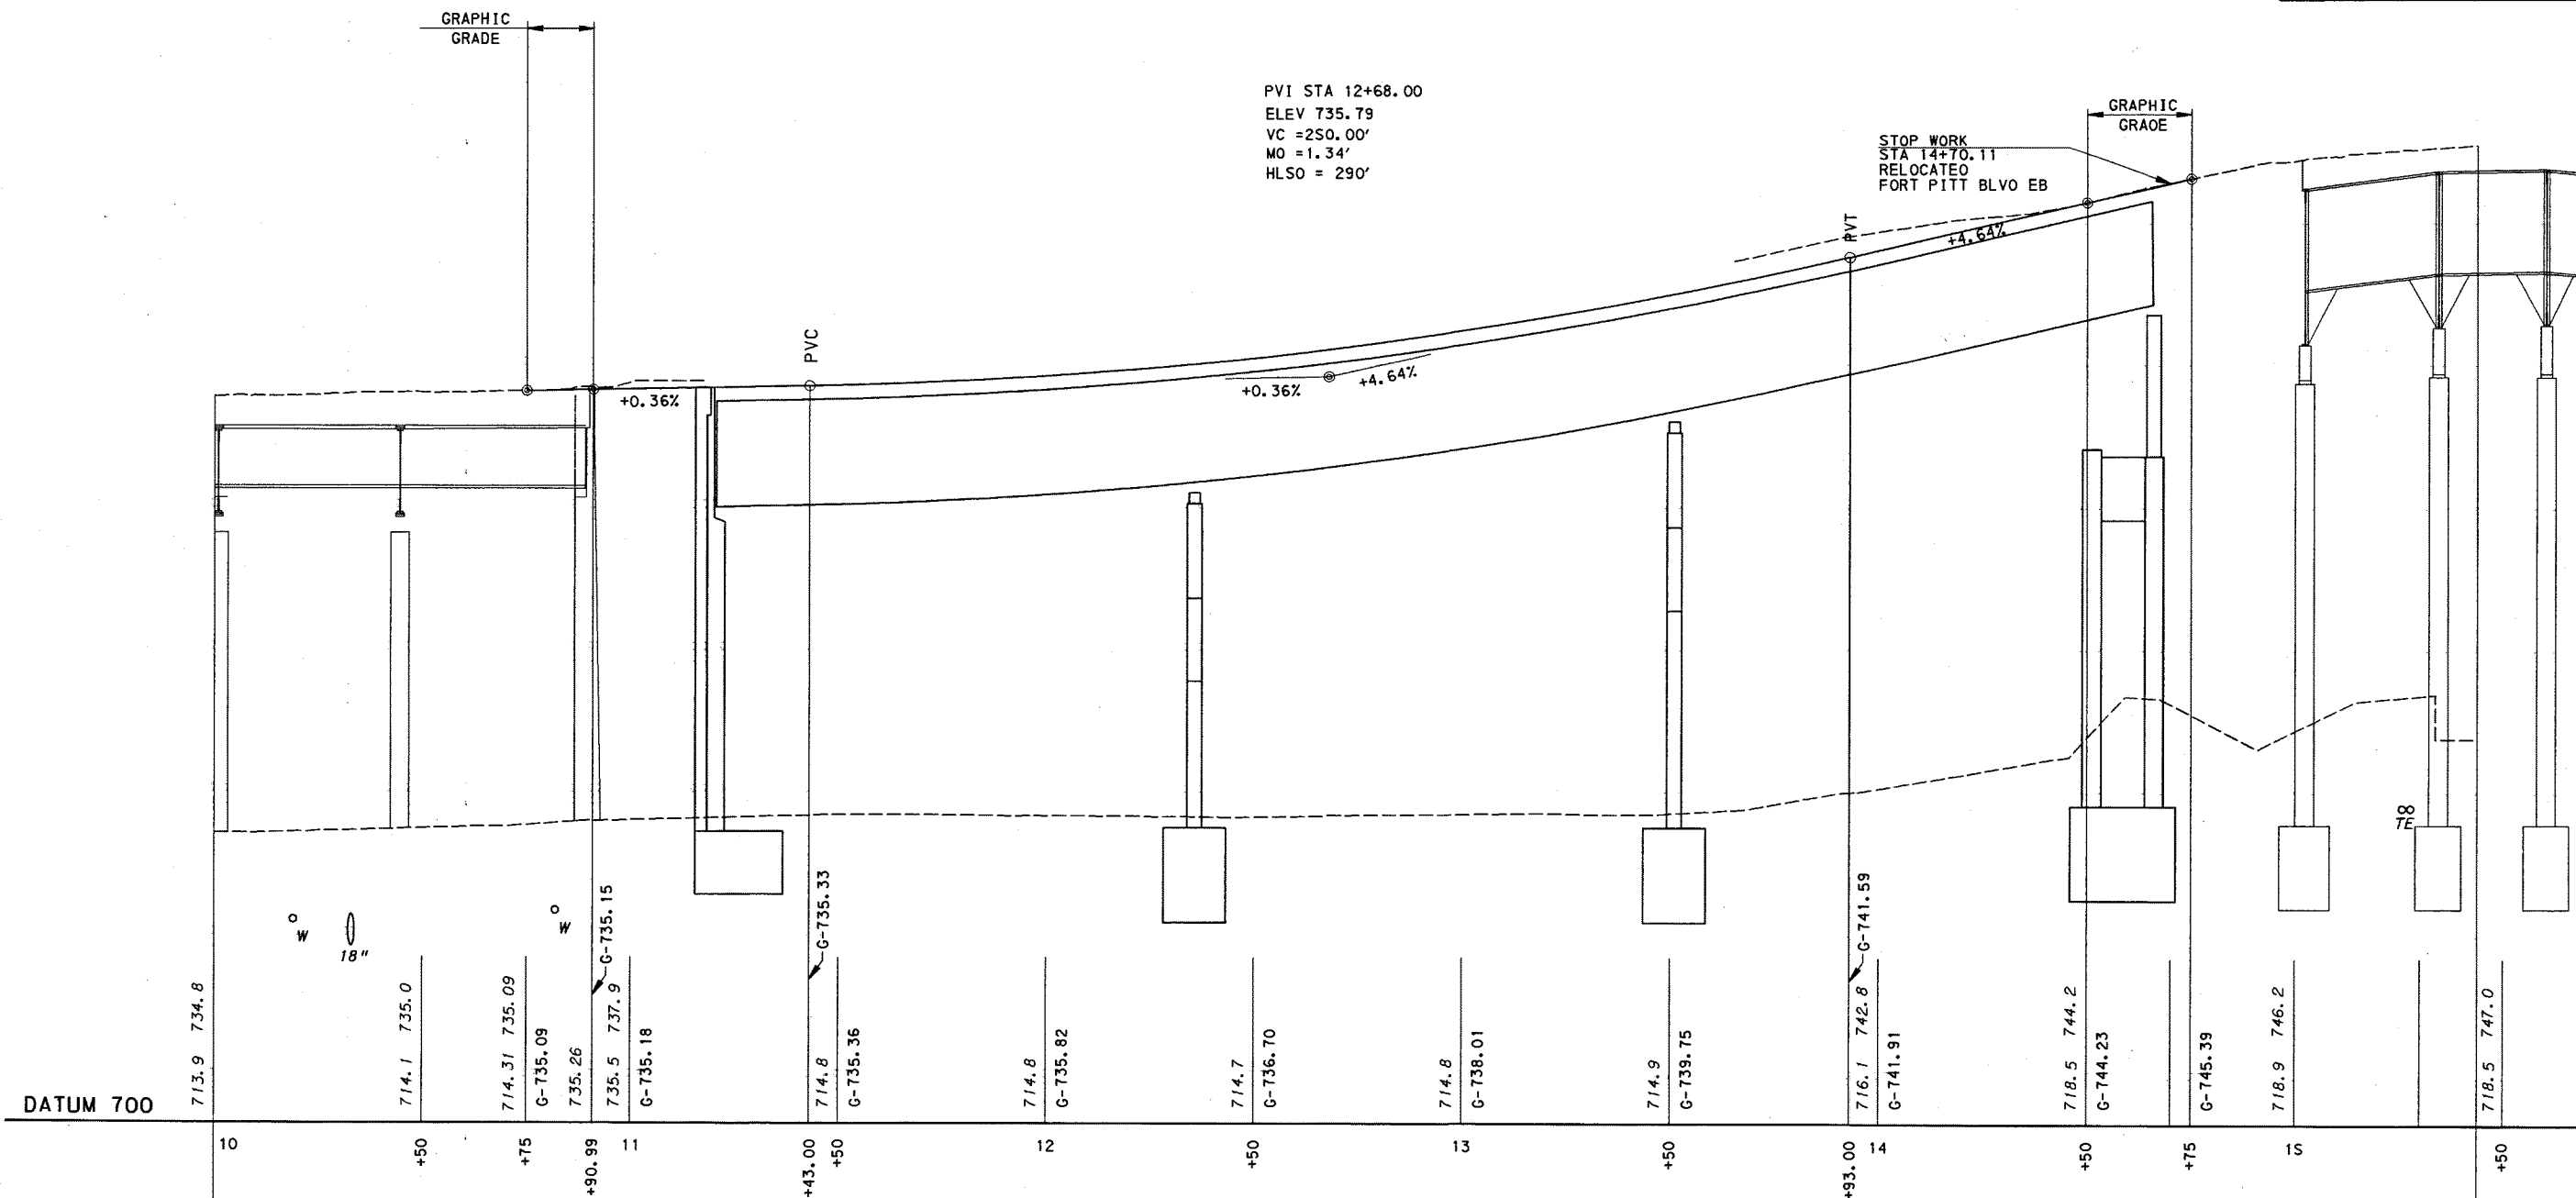 GRAPHIC
GRADE
PVI STA 12+68.00
ELEV 735.79
VC =2S0.00'
MO =1.34'
HLSO = 290'
GRAPHIC
GRAOE
STOP WORK
STA 14+70.11
RELOCATEO
FORT PITT BLVO EB
PVT
+4.64%
PVC
+0.36%
+0.36%
+4.64%
8
TE
W
18"
W
G-735.15
G-735.33
G-741.59
713.9 734.8
714.1 735.0
714.31 735.09
G-735.09
735.26
735.5 737.9
G-735.18
714.8
G-735.36
714.8
G-735.82
714.7
G-736.70
714.8
G-738.01
714.9
G-739.75
716.1 742.8
G-741.91
718.5 744.2
G-744.23
G-745.39
718.9 746.2
718.5 747.0
DATUM 700
10
+50
+75
+90.99
11
+43.00
+50
12
+50
13
+50
+93.00
14
+50
+75
1S
+50